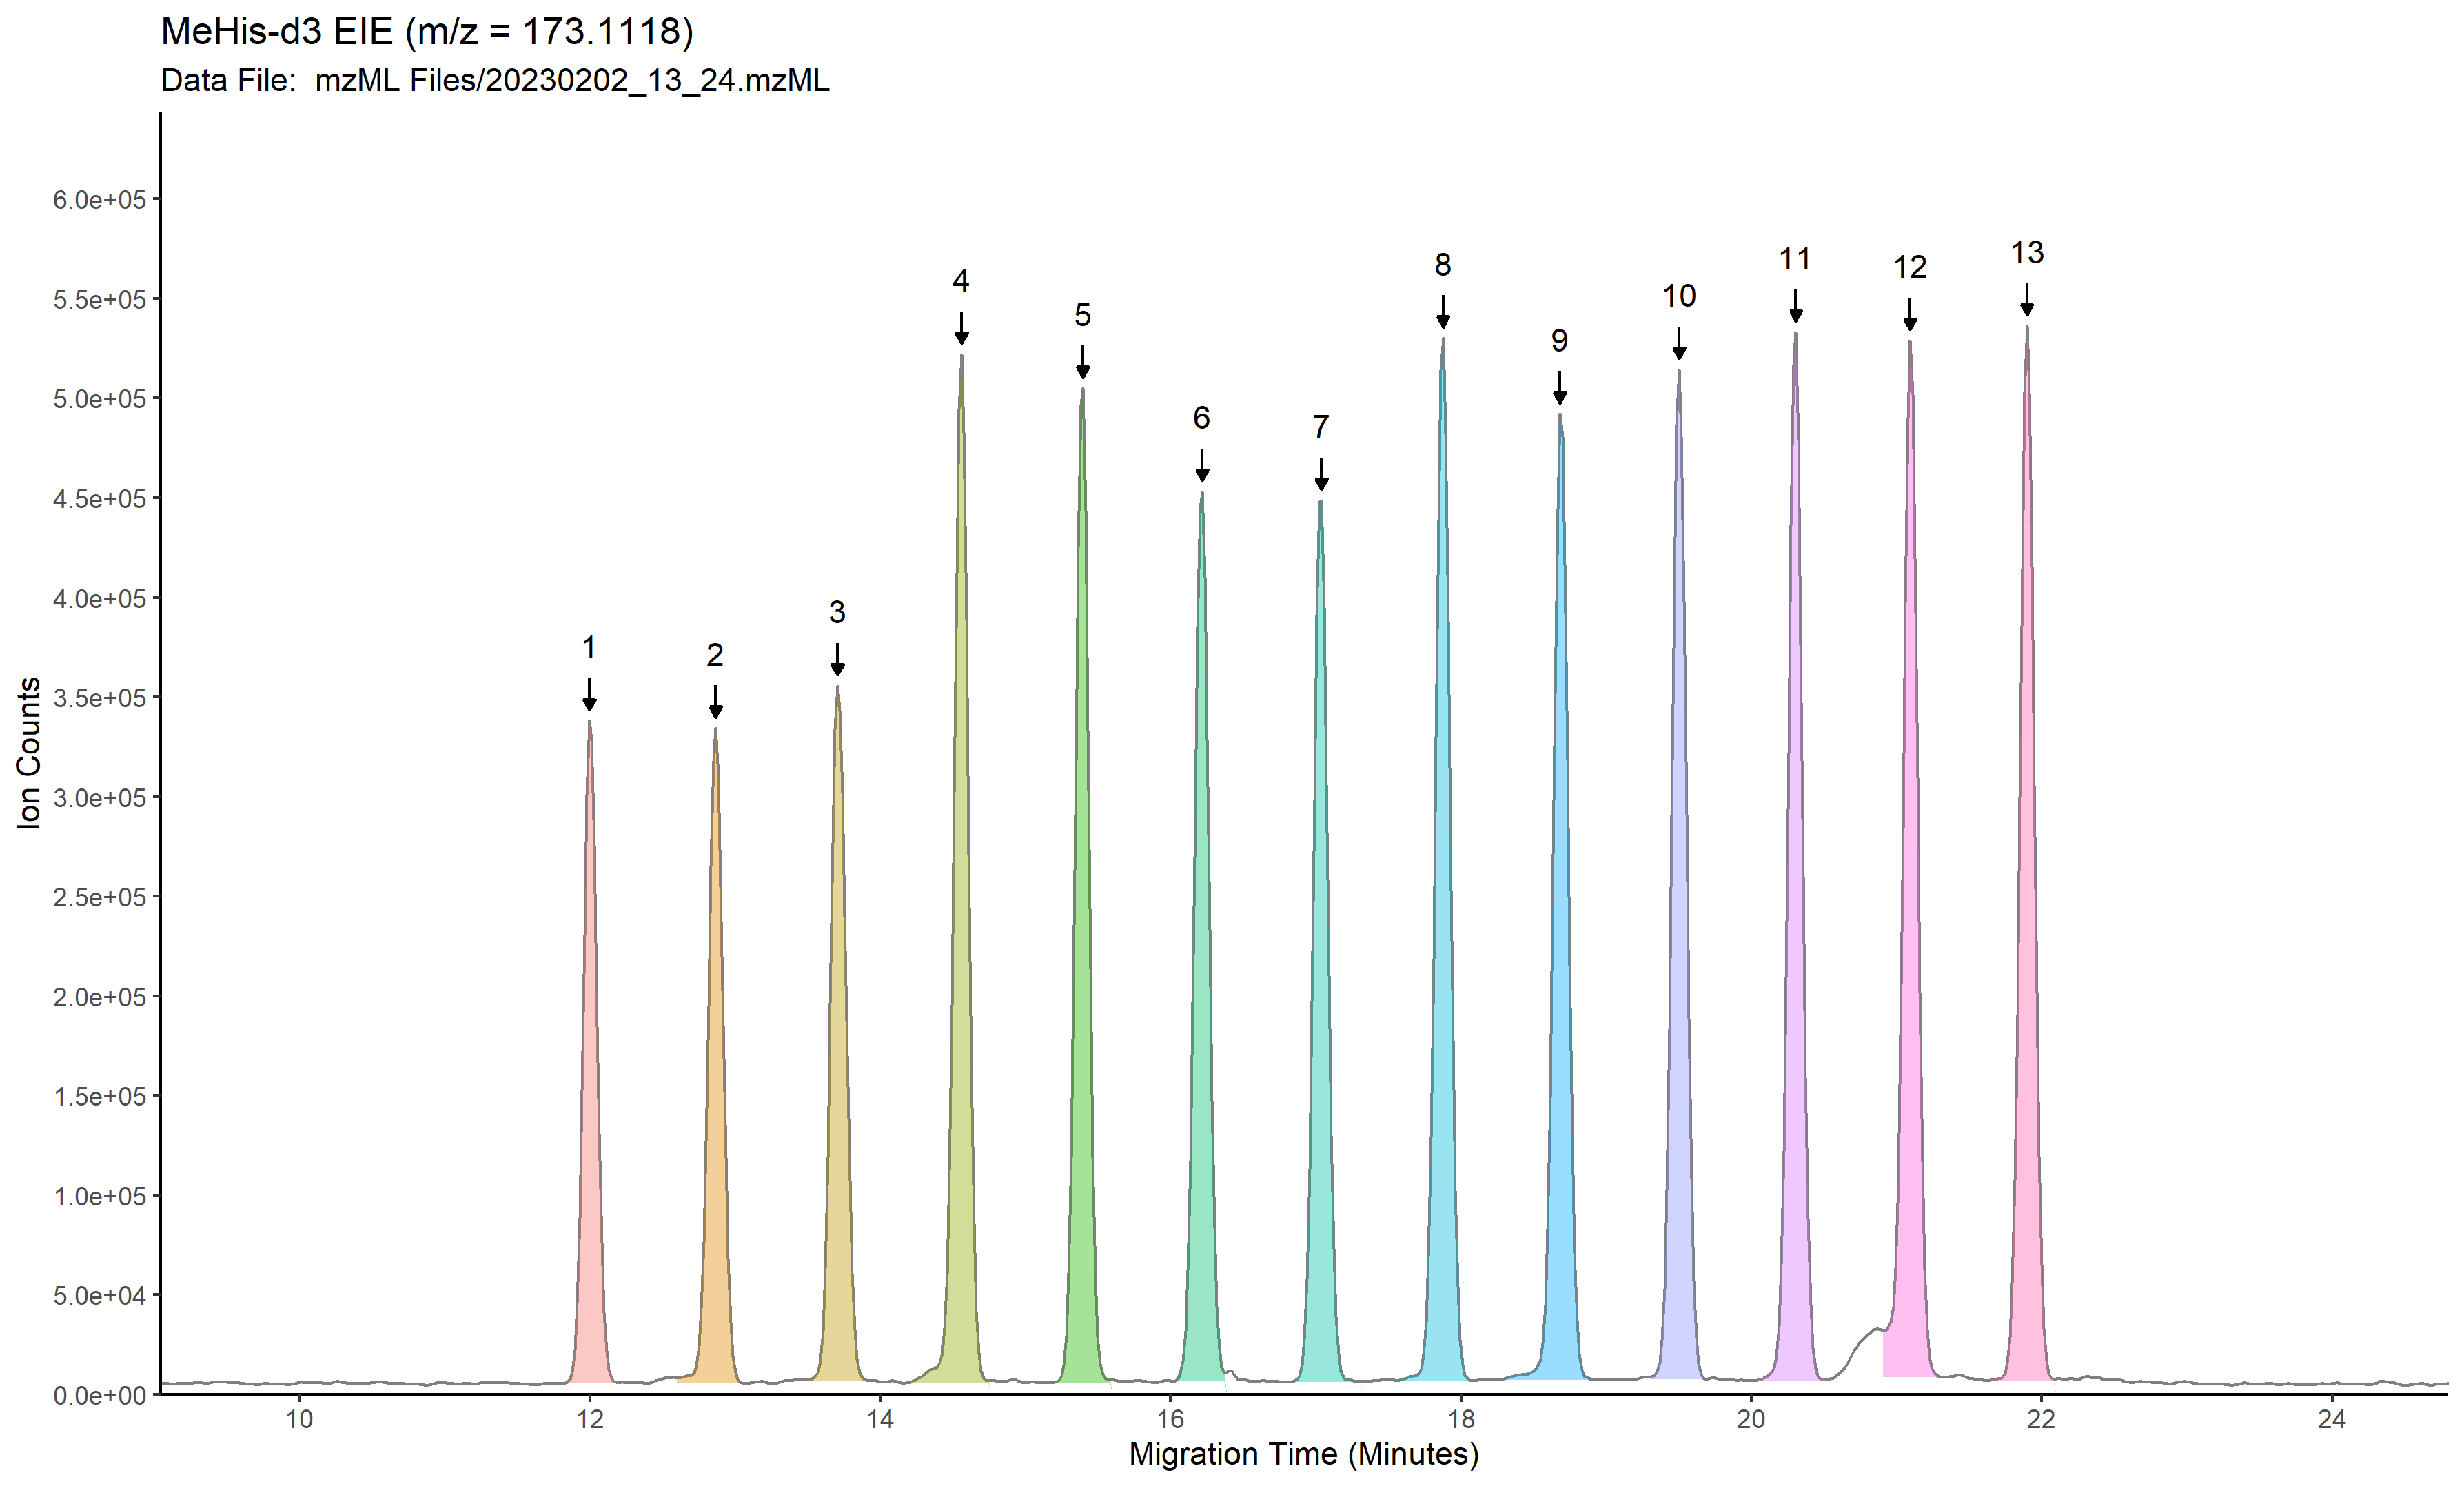 MeHis-d3 EIE (m/z = 173.1118)
Data File:  mzML Files/20230202_13_24.mzML
6.0e+05
5.5e+05
5.0e+05
4.5e+05
4.0e+05
3.5e+05
3.0e+05
2.5e+05
2.0e+05
1.5e+05
1.0e+05
5.0e+04
0.0e+00
Ion Counts
1
2
3
4
5
6
7
8
9
10
11
12
13
10
12
14
16
18
20
22
24
Migration Time (Minutes)